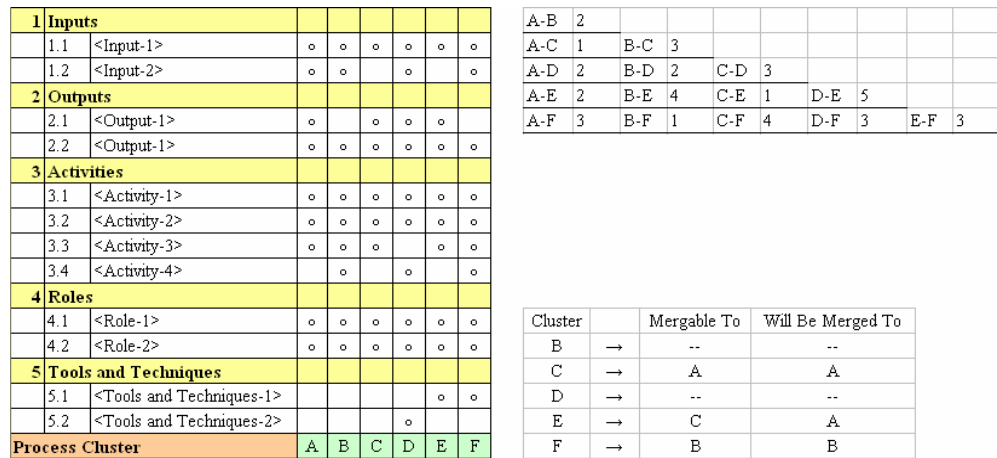 1 Inputs
1.1 <Input-1> o o o o o o
1.2 <Input-2> o o o o
2 Outputs
2.1 <Output-1> o o o o
2.2 <Output-1> o o o o
3 Activities
3.1 <Activity-1> o o o o o o
3.2 <Activity-2> o o o o o o
3.3 <Activity-3> o o o o o
3.4 <Activity-4> o o o
4 Roles
4.1 <Role-1> o o o o o o
4.2 <Role-2> o o o o o o
5 Tools and Techniques
5.1 <Tools and Techniques-1> o o
5.2 <Tools and Techniques-2> o
Process Cluster A B C D E F
A-B 2
A-C 1 B-C 3
A-D 2 B-D 2 C-D 3
A-E 2 B-E 4 C-E 1 D-E 5
A-F 3 B-F 1 C-F 4 D-F 3 E-F 3
Cluster Mergable To Will Be Merged To
B → -- --
C → A A
D → -- --
E → C A
F → B B